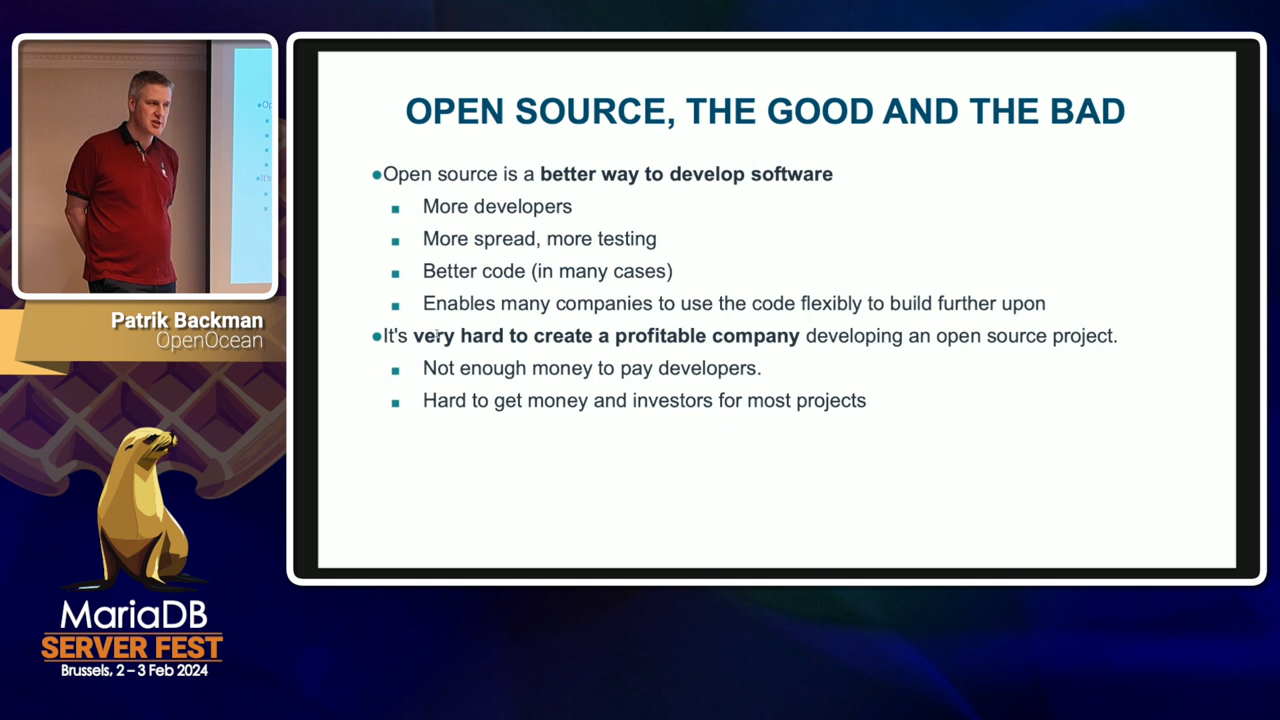 OPEN SOURCE, THE GOOD AND THE BAD
●Open source is a better way to develop software
■ More developers
■ More spread, more testing
■ Better code (in many cases)
■ Enables many companies to use the code flexibly to build further upon
●It's very hard to create a profitable company developing an open source project.
■ Not enough money to pay developers.
■ Hard to get money and investors for most projects
Patrik Backman
OpenOcean
MariaDB
SERVER FEST
Brussels, 2 – 3 Feb 2024